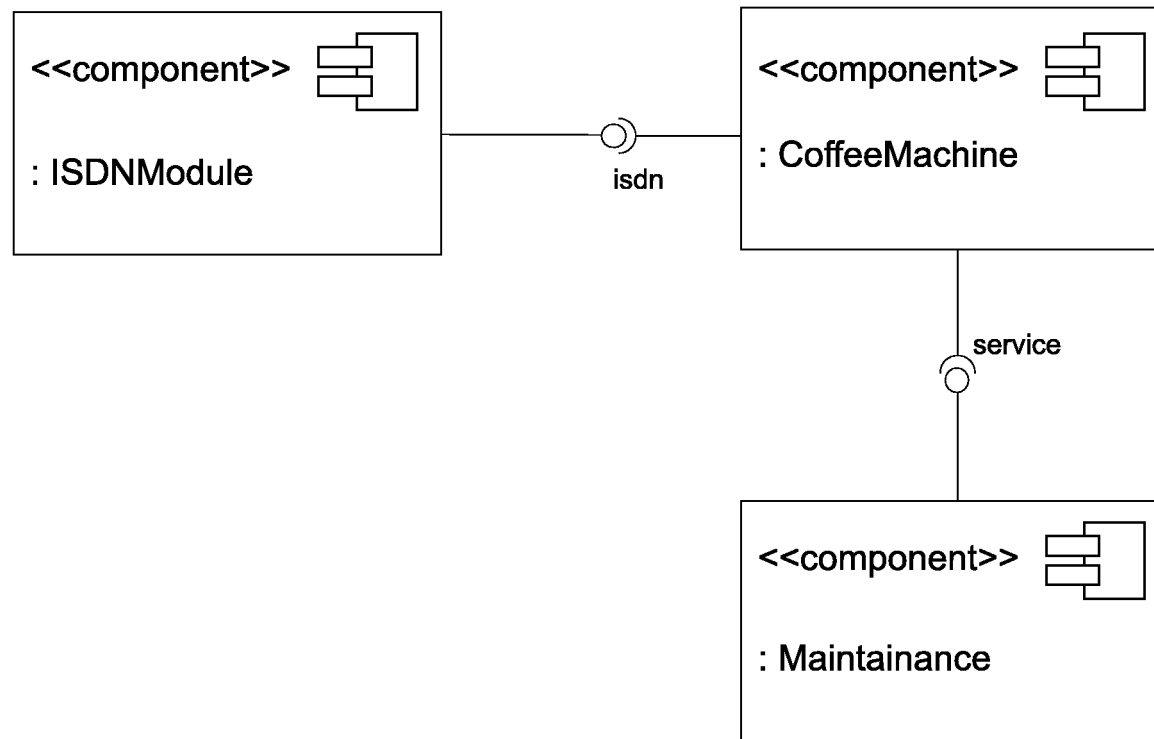 <<component>>
: ISDNModule
isdn
<<component>>
: CoffeeMachine
service
<<component>>
: Maintainance